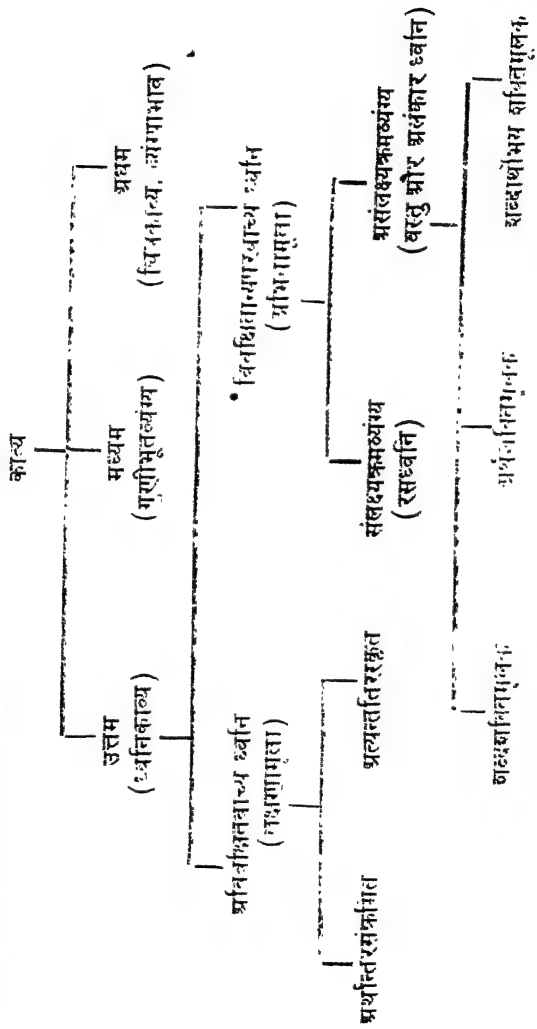 काव्य
उत्तम
(ध्वनिकाव्य)
मध्यम
(गुणीभूतव्यंग्य)
अधम
(चित्रकाव्य, व्यंग्याभाव)
अविवक्षितवाच्य ध्वनि
(लक्षणामूला)
विवक्षितान्यपरवाच्य ध्वनि
(अभिधामूला)
अर्थान्तरसंक्रमित
अत्यन्ततिरस्कृत
संलक्ष्यक्रमव्यंग्य
(रसध्वनि)
असंलक्ष्यक्रमव्यंग्य
(वस्तु और अलंकार ध्वनि)
शब्दशक्तिमूलक
अर्थशक्तिमूलक
शब्दार्थोभय शक्तिमूलक